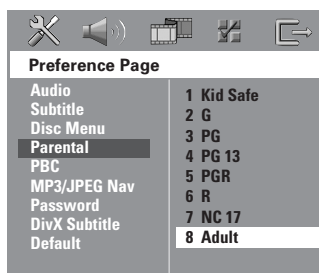 Preference Page
Audio
Subtitle
Disc Menu
Parental
PBC
MP3/JPEG Nav
Password
DivX Subtitle
Default
1 Kid Safe
2 G
3 PG
4 PG 13
5 PGR
6 R
7 NC 17
8 Adult